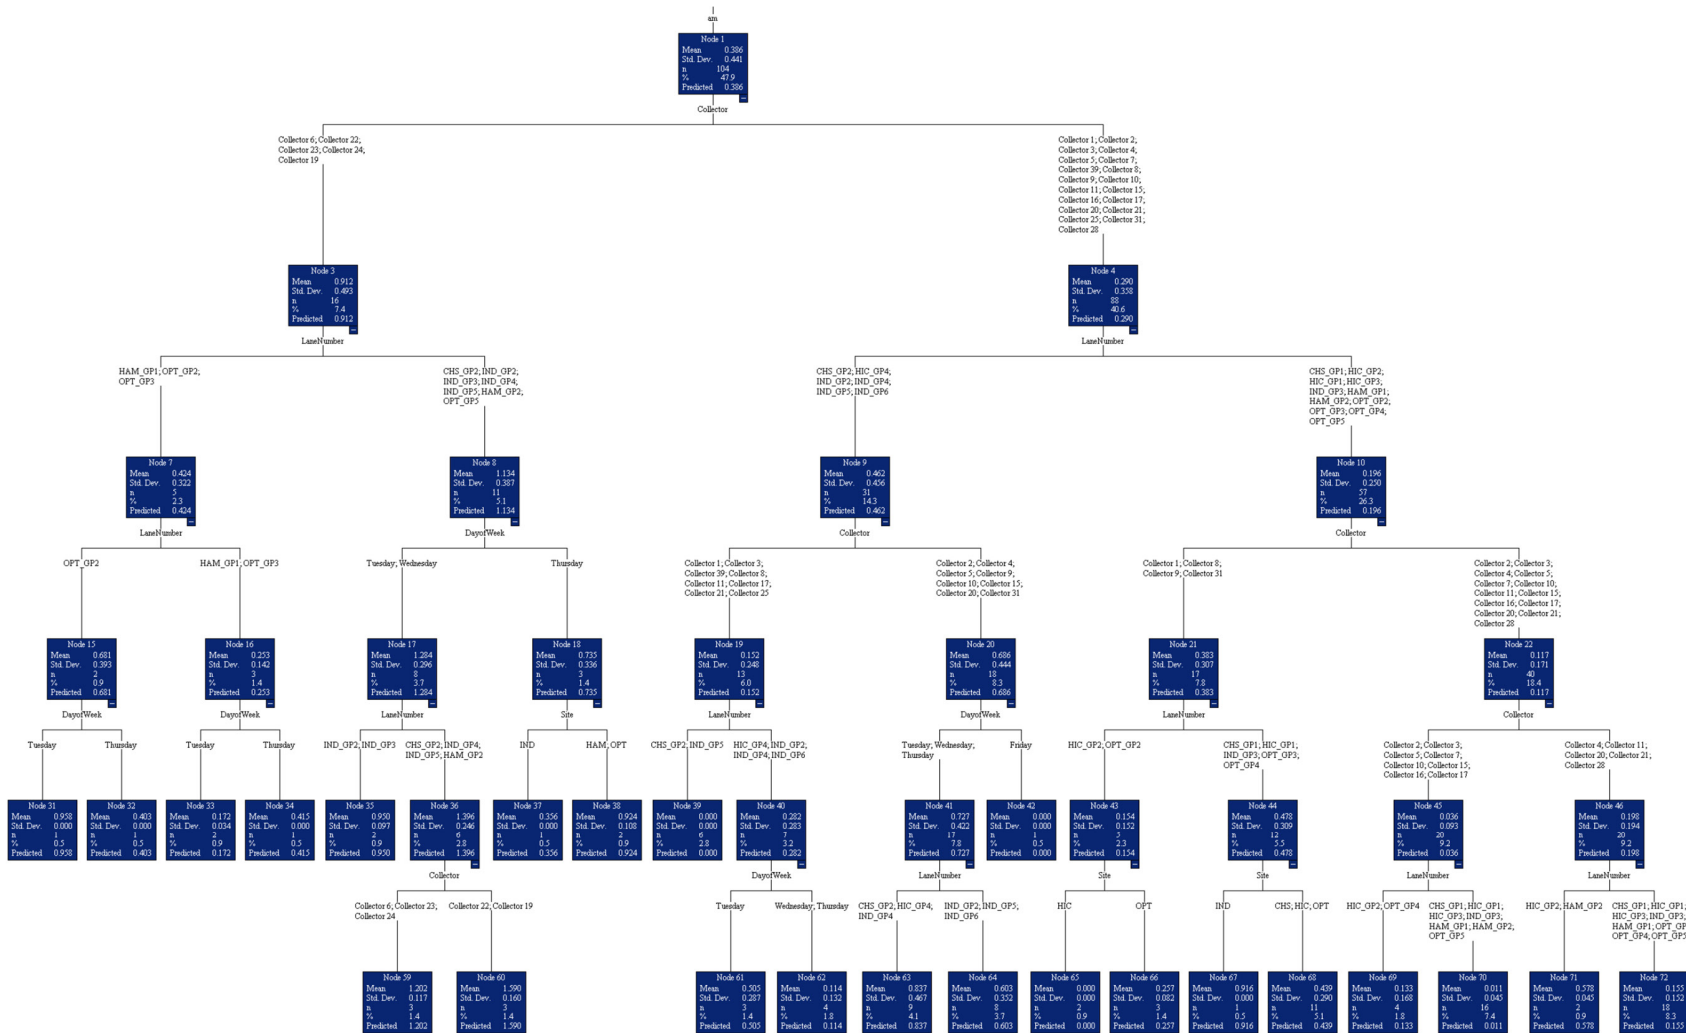 am
Node 1
Mean 0.386
Std. Dev. 0.441
n 104
% 47.9
Predicted 0.386
Collector
Collector 6; Collector 22;
Collector 23; Collector 24;
Collector 19
Collector 1; Collector 2;
Collector 3; Collector 4;
Collector 5; Collector 7;
Collector 39; Collector 8;
Collector 9; Collector 10;
Collector 11; Collector 15;
Collector 16; Collector 17;
Collector 20; Collector 21;
Collector 25; Collector 31;
Collector 28
Node 3
Mean 0.912
Std. Dev. 0.493
n 16
% 7.4
Predicted 0.912
LaneNumber
Node 4
Mean 0.290
Std. Dev. 0.358
n 88
% 40.6
Predicted 0.290
LaneNumber
HAM_GP1; OPT_GP2;
OPT_GP3
CHS_GP2; IND_GP2;
IND_GP3; IND_GP4;
IND_GP5; HAM_GP2;
OPT_GP5
CHS_GP2; HIC_GP4;
IND_GP2; IND_GP4;
IND_GP5; IND_GP6
CHS_GP1; HIC_GP2;
HIC_GP1; HIC_GP3;
IND_GP3; HAM_GP1;
HAM_GP2; OPT_GP2;
OPT_GP3; OPT_GP4;
OPT_GP5
Node 7
Mean 0.424
Std. Dev. 0.322
n 5
% 2.3
Predicted 0.424
LaneNumber
Node 8
Mean 1.134
Std. Dev. 0.387
n 11
% 5.1
Predicted 1.134
DayofWeek
Node 9
Mean 0.462
Std. Dev. 0.456
n 31
% 14.3
Predicted 0.462
Collector
Node 10
Mean 0.196
Std. Dev. 0.250
n 57
% 26.3
Predicted 0.196
Collector
OPT_GP2
HAM_GP1; OPT_GP3
Tuesday; Wednesday
Thursday
Collector 1; Collector 3;
Collector 39; Collector 8;
Collector 11; Collector 17;
Collector 21; Collector 25
Collector 2; Collector 4;
Collector 5; Collector 9;
Collector 10; Collector 15;
Collector 20; Collector 31
Collector 1; Collector 8;
Collector 9; Collector 31
Collector 2; Collector 3;
Collector 4; Collector 5;
Collector 7; Collector 10;
Collector 11; Collector 15;
Collector 16; Collector 17;
Collector 20; Collector 21;
Collector 28
Node 15
Mean 0.681
Std. Dev. 0.393
n 2
% 0.9
Predicted 0.681
DayofWeek
Node 16
Mean 0.253
Std. Dev. 0.142
n 3
% 1.4
Predicted 0.253
DayofWeek
Node 17
Mean 1.284
Std. Dev. 0.296
n 8
% 3.7
Predicted 1.284
LaneNumber
Node 18
Mean 0.735
Std. Dev. 0.336
n 3
% 1.4
Predicted 0.735
Site
Node 19
Mean 0.152
Std. Dev. 0.248
n 13
% 6.0
Predicted 0.152
LaneNumber
Node 20
Mean 0.686
Std. Dev. 0.444
n 18
% 8.3
Predicted 0.686
DayofWeek
Node 21
Mean 0.383
Std. Dev. 0.307
n 17
% 7.8
Predicted 0.383
LaneNumber
Node 22
Mean 0.117
Std. Dev. 0.171
n 40
% 18.4
Predicted 0.117
Collector
Tuesday
Thursday
Tuesday
Thursday
IND_GP2; IND_GP3
CHS_GP2; IND_GP4;
IND_GP5; HAM_GP2
IND
HAM; OPT
CHS_GP2; IND_GP5
HIC_GP4; IND_GP2;
IND_GP4; IND_GP6
Tuesday; Wednesday;
Thursday
Friday
HIC_GP2; OPT_GP2
CHS_GP1; HIC_GP1;
IND_GP3; OPT_GP3;
OPT_GP4
Collector 2; Collector 3;
Collector 5; Collector 7;
Collector 10; Collector 15;
Collector 16; Collector 17
Collector 4; Collector 11;
Collector 20; Collector 21;
Collector 28
Node 31
Mean 0.958
Std. Dev. 0.000
n 1
% 0.5
Predicted 0.958
Node 32
Mean 0.403
Std. Dev. 0.000
n 1
% 0.5
Predicted 0.403
Node 33
Mean 0.172
Std. Dev. 0.034
n 2
% 0.9
Predicted 0.172
Node 34
Mean 0.415
Std. Dev. 0.000
n 1
% 0.5
Predicted 0.415
Node 35
Mean 0.950
Std. Dev. 0.097
n 2
% 0.9
Predicted 0.950
Node 36
Mean 1.396
Std. Dev. 0.246
n 6
% 2.8
Predicted 1.396
Collector
Node 37
Mean 0.356
Std. Dev. 0.000
n 1
% 0.5
Predicted 0.356
Node 38
Mean 0.924
Std. Dev. 0.108
n 2
% 0.9
Predicted 0.924
Node 39
Mean 0.000
Std. Dev. 0.000
n 6
% 2.8
Predicted 0.000
Node 40
Mean 0.282
Std. Dev. 0.283
n 7
% 3.2
Predicted 0.282
DayofWeek
Node 41
Mean 0.727
Std. Dev. 0.422
n 17
% 7.8
Predicted 0.727
LaneNumber
Node 42
Mean 0.000
Std. Dev. 0.000
n 1
% 0.5
Predicted 0.000
Node 43
Mean 0.154
Std. Dev. 0.152
n 5
% 2.3
Predicted 0.154
Site
Node 44
Mean 0.478
Std. Dev. 0.309
n 12
% 5.5
Predicted 0.478
Site
Node 45
Mean 0.036
Std. Dev. 0.093
n 20
% 9.2
Predicted 0.036
LaneNumber
Node 46
Mean 0.198
Std. Dev. 0.194
n 20
% 9.2
Predicted 0.198
LaneNumber
Collector 6; Collector 23;
Collector 24
Collector 22; Collector 19
Tuesday
Wednesday; Thursday
CHS_GP2; HIC_GP4;
IND_GP4
IND_GP2; IND_GP5;
IND_GP6
HIC
OPT
IND
CHS; HIC; OPT
HIC_GP2; OPT_GP4
CHS_GP1; HIC_GP1;
HIC_GP3; IND_GP3;
HAM_GP1; HAM_GP2;
OPT_GP5
HIC_GP2; HAM_GP2
CHS_GP1; HIC_GP1;
HIC_GP3; IND_GP3;
HAM_GP1; OPT_GP
OPT_GP4; OPT_GP5
Node 59
Mean 1.202
Std. Dev. 0.117
n 3
% 1.4
Predicted 1.202
Node 60
Mean 1.590
Std. Dev. 0.160
n 3
% 1.4
Predicted 1.590
Node 61
Mean 0.505
Std. Dev. 0.287
n 3
% 1.4
Predicted 0.505
Node 62
Mean 0.114
Std. Dev. 0.132
n 4
% 1.8
Predicted 0.114
Node 63
Mean 0.837
Std. Dev. 0.467
n 9
% 4.1
Predicted 0.837
Node 64
Mean 0.603
Std. Dev. 0.352
n 8
% 3.7
Predicted 0.603
Node 65
Mean 0.000
Std. Dev. 0.000
n 2
% 0.9
Predicted 0.000
Node 66
Mean 0.257
Std. Dev. 0.082
n 3
% 1.4
Predicted 0.257
Node 67
Mean 0.916
Std. Dev. 0.000
n 1
% 0.5
Predicted 0.916
Node 68
Mean 0.439
Std. Dev. 0.290
n 11
% 5.1
Predicted 0.439
Node 69
Mean 0.133
Std. Dev. 0.168
n 4
% 1.8
Predicted 0.133
Node 70
Mean 0.011
Std. Dev. 0.045
n 16
% 7.4
Predicted 0.011
Node 71
Mean 0.578
Std. Dev. 0.045
n 2
% 0.9
Predicted 0.578
Node 72
Mean 0.155
Std. Dev. 0.152
n 18
% 8.3
Predicted 0.155